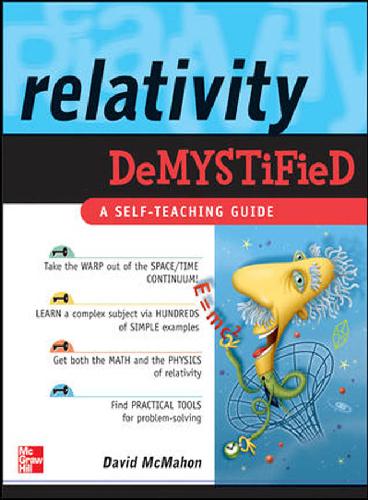 relativity
DeMYSTiFieD
A SELF-TEACHING GUIDE
Take the WARP out of the SPACE/TIME
CONTINUUM!
LEARN a complex subject via HUNDREDS
of SIMPLE examples
Get both the MATH and the PHYSICS
of relativity
Find PRACTICAL TOOLS
for problem-solving
E=mc²
Mc
Graw
Hill
David McMahon